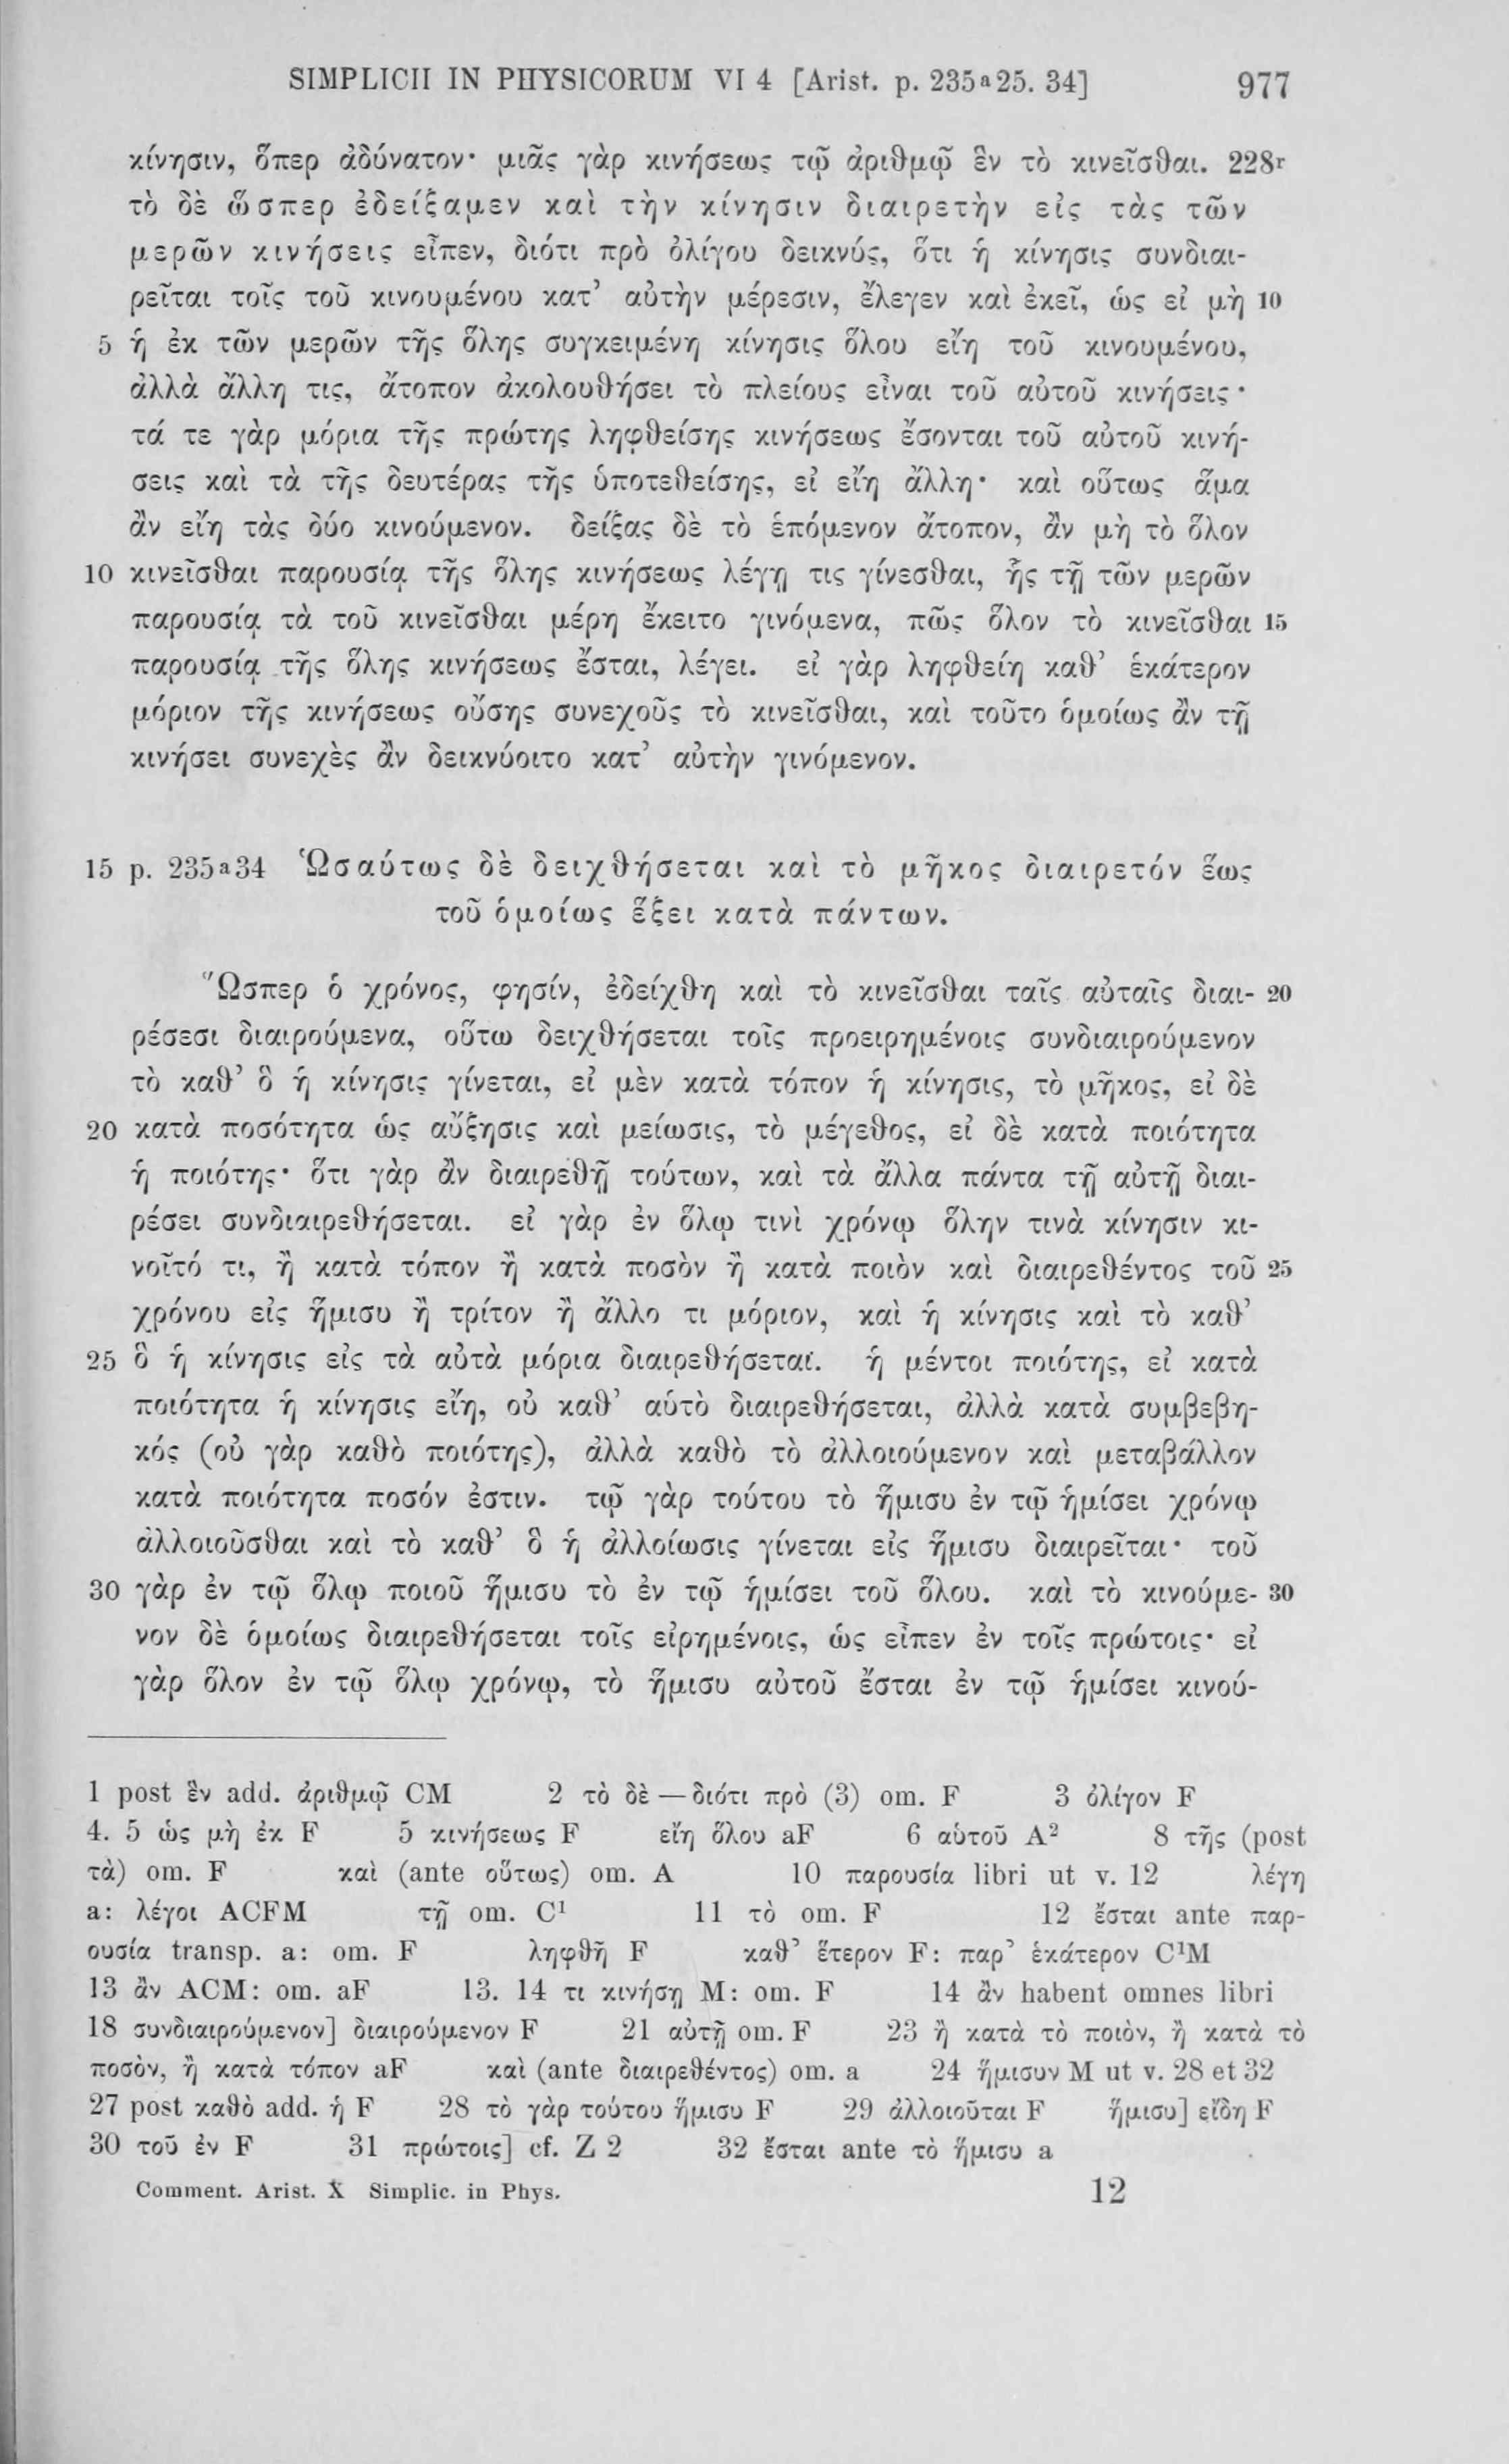 SIMPLICII IN PHYSICORUM VI 4 [Arist. p. 235ᵃ25. 34] 977
κίνησιν, ὅπερ ἀδύνατον· μιᾶς γὰρ κινήσεως τῷ ἀριθμῷ ἓν τὸ κινεῖσθαι. 228ʳ
τὸ δὲ ὥσπερ ἐδείξαμεν καὶ τὴν κίνησιν διαιρετὴν εἰς τὰς τῶν
μερῶν κινήσεις εἶπεν, διότι πρὸ ὀλίγου δεικνύς, ὅτι ἡ κίνησις συνδιαι-
ρεῖται τοῖς τοῦ κινουμένου κατ’ αὐτὴν μέρεσιν, ἔλεγεν καὶ ἐκεῖ, ὡς εἰ μὴ 10
5 ἡ ἐκ τῶν μερῶν τῆς ὅλης συγκειμένη κίνησις ὅλου εἴη τοῦ κινουμένου,
ἀλλὰ ἄλλη τις, ἄτοπον ἀκολουθήσει τὸ πλείους εἶναι τοῦ αὐτοῦ κινήσεις·
τά τε γὰρ μόρια τῆς πρώτης ληφθείσης κινήσεως ἔσονται τοῦ αὐτοῦ κινή-
σεις καὶ τὰ τῆς δευτέρας τῆς ὑποτεθείσης, εἰ εἴη ἄλλη· καὶ οὕτως ἅμα
ἂν εἴη τὰς δύο κινούμενον. δείξας δὲ τὸ ἑπόμενον ἄτοπον, ἂν μὴ τὸ ὅλον
10 κινεῖσθαι παρουσίᾳ τῆς ὅλης κινήσεως λέγῃ τις γίνεσθαι, ἧς τῇ τῶν μερῶν
παρουσίᾳ τὰ τοῦ κινεῖσθαι μέρη ἔκειτο γινόμενα, πῶς ὅλον τὸ κινεῖσθαι 15
παρουσίᾳ τῆς ὅλης κινήσεως ἔσται, λέγει. εἰ γὰρ ληφθείη καθ’ ἑκάτερον
μόριον τῆς κινήσεως οὔσης συνεχοῦς τὸ κινεῖσθαι, καὶ τοῦτο ὁμοίως ἂν τῇ
κινήσει συνεχὲς ἂν δεικνύοιτο κατ’ αὐτὴν γινόμενον.
15 p. 235ᵃ34 Ὡσαύτως δὲ δειχθήσεται καὶ τὸ μῆκος διαιρετόν ἕως
τοῦ ὁμοίως ἕξει κατὰ πάντων.
Ὥσπερ ὁ χρόνος, φησίν, ἐδείχθη καὶ τὸ κινεῖσθαι ταῖς αὐταῖς διαι- 20
ρέσεσι διαιρούμενα, οὕτω δειχθήσεται τοῖς προειρημένοις συνδιαιρούμενον
τὸ καθ’ ὃ ἡ κίνησις γίνεται, εἰ μὲν κατὰ τόπον ἡ κίνησις, τὸ μῆκος, εἰ δὲ
20 κατὰ ποσότητα ὡς αὔξησις καὶ μείωσις, τὸ μέγεθος, εἰ δὲ κατὰ ποιότητα
ἡ ποιότης· ὅτι γὰρ ἂν διαιρεθῇ τούτων, καὶ τὰ ἄλλα πάντα τῇ αὐτῇ διαι-
ρέσει συνδιαιρεθήσεται. εἰ γὰρ ἐν ὅλῳ τινὶ χρόνῳ ὅλην τινὰ κίνησιν κι-
νοῖτό τι, ἢ κατὰ τόπον ἢ κατὰ ποσὸν ἢ κατὰ ποιὸν καὶ διαιρεθέντος τοῦ 25
χρόνου εἰς ἥμισυ ἢ τρίτον ἢ ἄλλο τι μόριον, καὶ ἡ κίνησις καὶ τὸ καθ’
25 ὃ ἡ κίνησις εἰς τὰ αὐτὰ μόρια διαιρεθήσεται. ἡ μέντοι ποιότης, εἰ κατὰ
ποιότητα ἡ κίνησις εἴη, οὐ καθ’ αὑτὸ διαιρεθήσεται, ἀλλὰ κατὰ συμβεβη-
κός (οὐ γὰρ καθὸ ποιότης), ἀλλὰ καθὸ τὸ ἀλλοιούμενον καὶ μεταβάλλον
κατὰ ποιότητα ποσόν ἐστιν. τῷ γὰρ τούτου τὸ ἥμισυ ἐν τῷ ἡμίσει χρόνῳ
ἀλλοιοῦσθαι καὶ τὸ καθ’ ὃ ἡ ἀλλοίωσις γίνεται εἰς ἥμισυ διαιρεῖται· τοῦ
30 γὰρ ἐν τῷ ὅλῳ ποιοῦ ἥμισυ τὸ ἐν τῷ ἡμίσει τοῦ ὅλου. καὶ τὸ κινούμε- 30
νον δὲ ὁμοίως διαιρεθήσεται τοῖς εἰρημένοις, ὡς εἶπεν ἐν τοῖς πρώτοις· εἰ
γὰρ ὅλον ἐν τῷ ὅλῳ χρόνῳ, τὸ ἥμισυ αὐτοῦ ἔσται ἐν τῷ ἡμίσει κινού-
1 post ἓν add. ἀριθμῷ CM 2 τὸ δὲ — διότι πρὸ (3) om. F 3 ὀλίγον F
4. 5 ὡς μὴ ἐκ F 5 κινήσεως F εἴη ὅλου aF 6 αὑτοῦ A² 8 τῆς (post
τὰ) om. F καὶ (ante οὕτως) om. A 10 παρουσία libri ut v. 12 λέγη
a: λέγοι ACFM τῇ om. C¹ 11 τὸ om. F 12 ἔσται ante παρ-
ουσία transp. a: om. F ληφθῆ F καθ’ ἕτερον F: παρ’ ἑκάτερον C¹M
13 ἂν ACM: om. aF 13. 14 τι κινήσῃ M: om. F 14 ἂν habent omnes libri
18 συνδιαιρούμενον] διαιρούμενον F 21 αὐτῇ om. F 23 ἢ κατὰ τὸ ποιὸν, ἢ κατὰ τὸ
ποσὸν, ἢ κατὰ τόπον aF καὶ (ante διαιρεθέντος) om. a 24 ἥμισυν M ut v. 28 et 32
27 post καθὸ add. ἡ F 28 τὸ γὰρ τούτου ἥμισυ F 29 ἀλλοιοῦται F ἥμισυ] εἴδη F
30 τοῦ ἐν F 31 πρώτοις] cf. Z 2 32 ἔσται ante τὸ ἥμισυ a
Comment. Arist. X Simplic. in Phys. 12